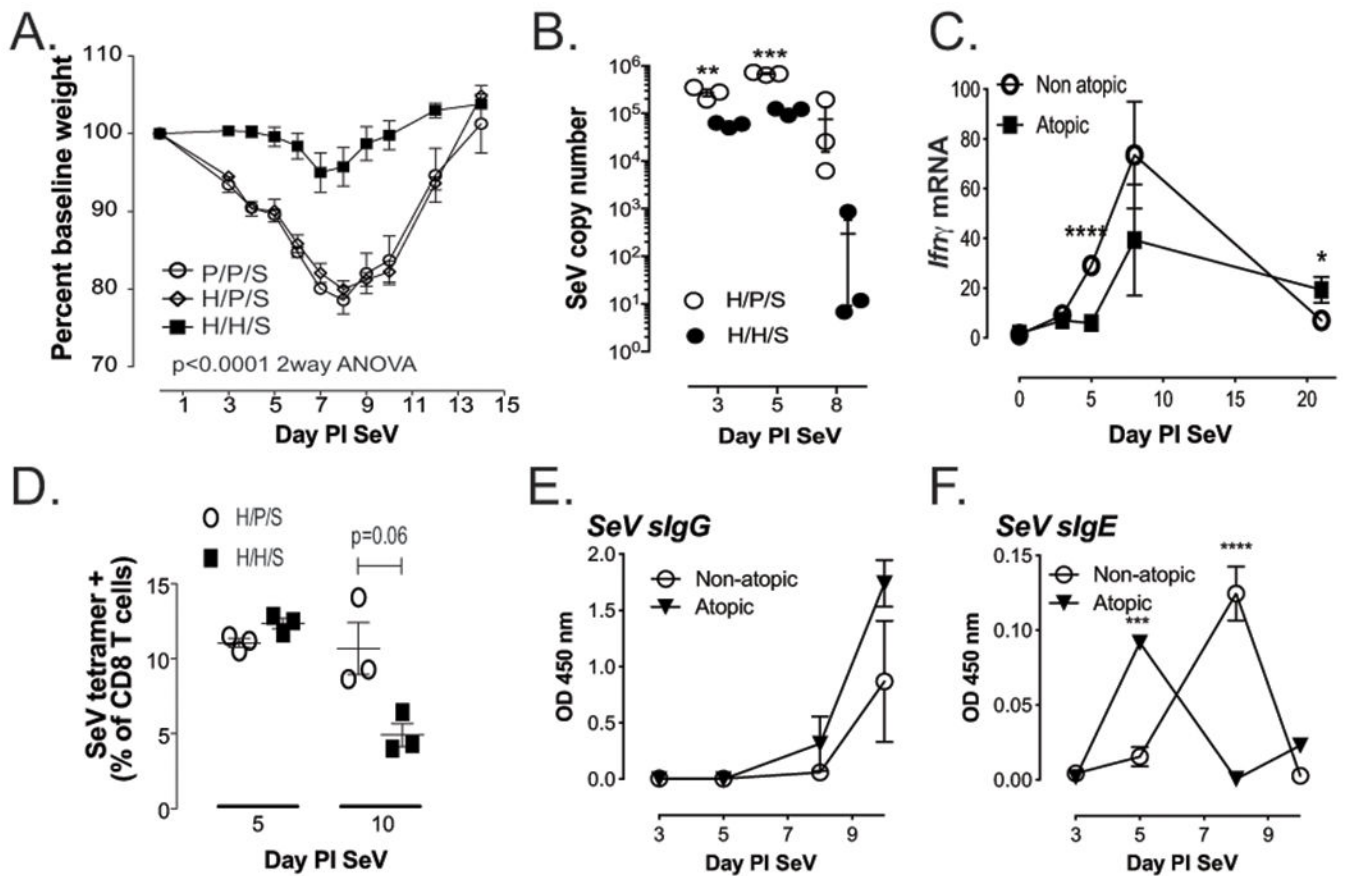 A.
Percent baseline weight
110
100
90
80
70
P/P/S
H/P/S
H/H/S
p<0.0001 2way ANOVA
1 3 5 7 9 11 13 15
Day PI SeV
B.
SeV copy number
10⁶
10⁵
10⁴
10³
10²
10¹
10⁰
**
***
H/P/S
H/H/S
3 5 8
Day PI SeV
C.
Ifnγ mRNA
100
80
60
40
20
0
Non atopic
Atopic
****
*
0 5 10 15 20
Day PI SeV
D.
H/P/S
H/H/S
p=0.06
SeV tetramer +
(% of CD8 T cells)
15
10
5
0
5 10
Day PI SeV
E.
SeV sIgG
OD 450 nm
2.0
1.5
1.0
0.5
0.0
Non-atopic
Atopic
3 5 7 9
Day PI SeV
F.
SeV sIgE
OD 450 nm
0.15
0.10
0.05
0.00
Non-atopic
Atopic
***
****
3 5 7 9
Day PI SeV